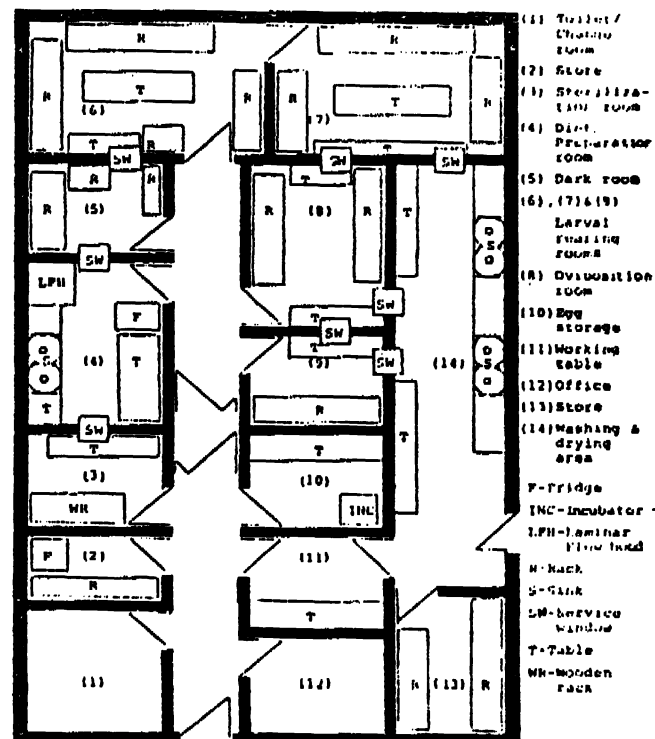 R
R
R
T
R
R
T
R
(6)
(7)
T
R
T
SW
SW
SW
R
R
T
T
R
(5)
R
(8)
R
SW
LFH
F
T
SW
SW
T
SW
(4)
T
(9)
(14)
T
R
T
SW
T
T
(3)
(10)
WR
INC
F
(2)
(11)
R
T
(1)
(12)
R
(13)
R
O
S
O
O
S
O
O
S
O
(1) Toilet/
Change
room
(2) Store
(3) Steriliza-
tion room
(4) Diet
Preparation
room
(5) Dark room
(6),(7)&(9)
Larval
rearing
rooms
(8) Oviposition
room
(10) Egg
storage
(11) Working
table
(12) Office
(13) Store
(14) Washing &
drying
area
F-Fridge
INC-Incubator
LFH-Laminar
Flow hood
R-Rack
S-Sink
SW-Service
window
T-Table
WR-Wooden
rack